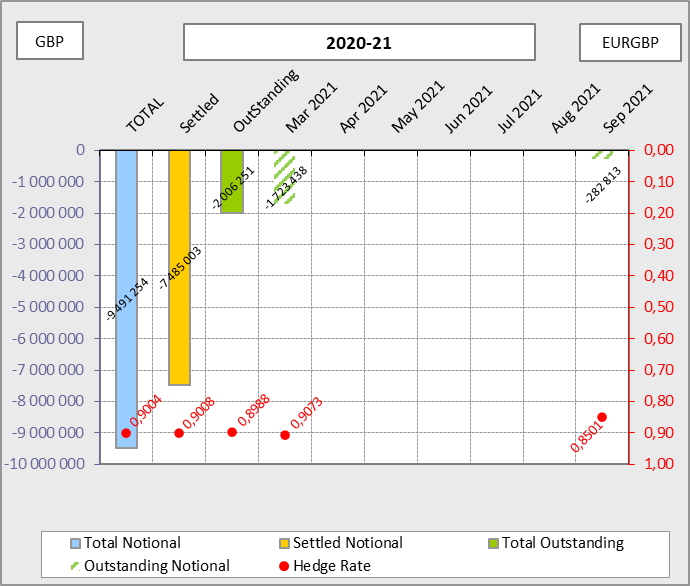 GBP
2020-21
EURGBP
TOTAL
Settled
OutStanding
Mar 2021
Apr 2021
May 2021
Jun 2021
Jul 2021
Aug 2021
Sep 2021
0
-1 000 000
-2 000 000
-3 000 000
-4 000 000
-5 000 000
-6 000 000
-7 000 000
-8 000 000
-9 000 000
-10 000 000
-9 491 254
-7 485 003
-2 006 251
-1 723 438
-282 813
0,9004
0,9008
0,8988
0,9073
0,8501
0,00
0,10
0,20
0,30
0,40
0,50
0,60
0,70
0,80
0,90
1,00
Total Notional
Settled Notional
Total Outstanding
Outstanding Notional
Hedge Rate